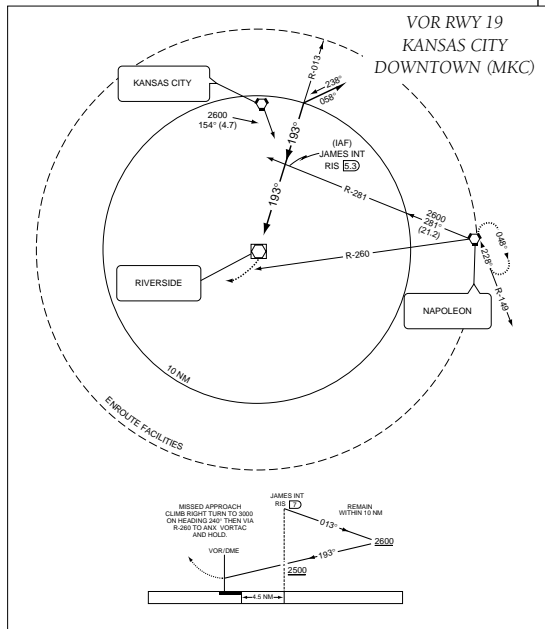 VOR RWY 19
KANSAS CITY
DOWNTOWN (MKC)
KANSAS CITY
R-013
238°
058°
2600
154° (4.7)
193°
(IAF)
JAMES INT
RIS 5.3
R-281
193°
2600
281°
(21.2)
048°
228°
R-260
R-149
RIVERSIDE
NAPOLEON
10 NM
ENROUTE FACILITIES
MISSED APPROACH
CLIMB RIGHT TURN TO 3000
ON HEADING 240° THEN VIA
R-260 TO ANX VORTAC
AND HOLD.
JAMES INT
RIS 7
REMAIN
WITHIN 10 NM
013°
2600
193°
VOR/DME
2500
4.5 NM